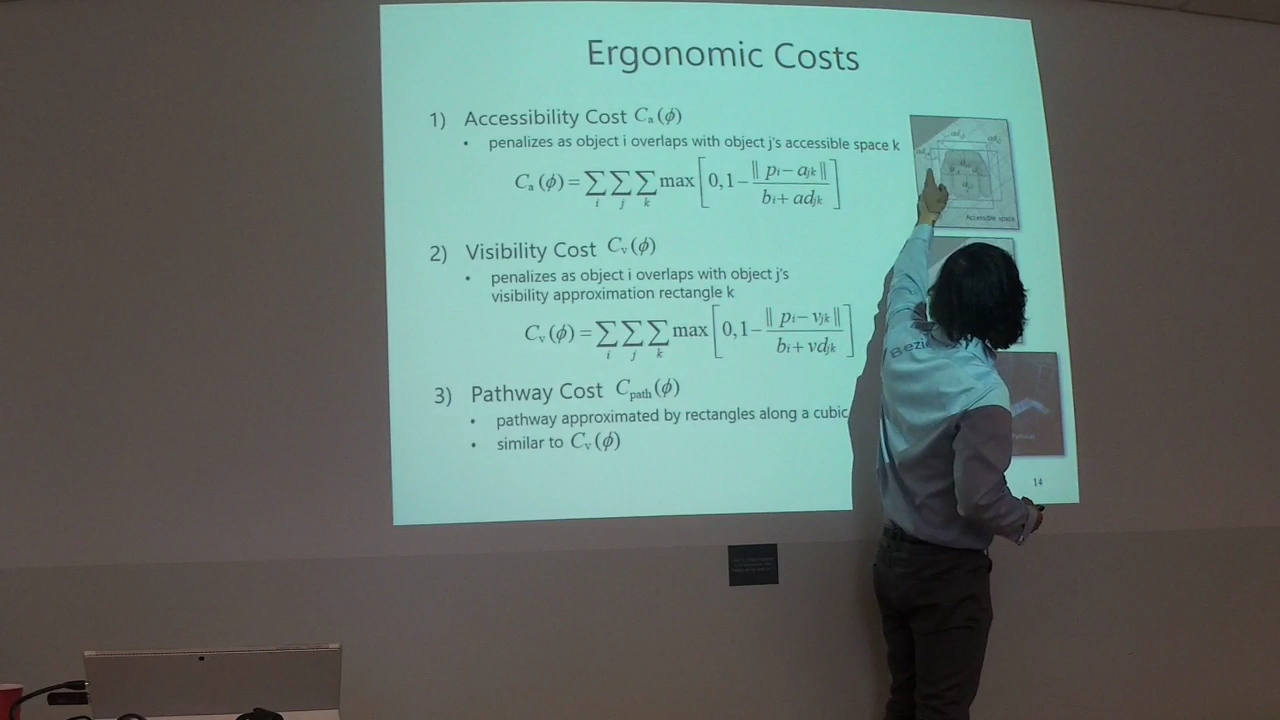 Ergonomic Costs
1) Accessibility Cost Cₐ(ϕ)
• penalizes as object i overlaps with object j's accessible space k
Cₐ(ϕ)=∑ᵢ∑ⱼ∑ₖ max[0,1−‖pᵢ−aⱼₖ‖/(bᵢ+adⱼₖ)]
2) Visibility Cost Cᵥ(ϕ)
• penalizes as object i overlaps with object j's
visibility approximation rectangle k
Cᵥ(ϕ)=∑ᵢ∑ⱼ∑ₖ max[0,1−‖pᵢ−vⱼₖ‖/(bᵢ+vdⱼₖ)]
3) Pathway Cost C_path(ϕ)
• pathway approximated by rectangles along a cubic
• similar to Cᵥ(ϕ)
Accessible space
14